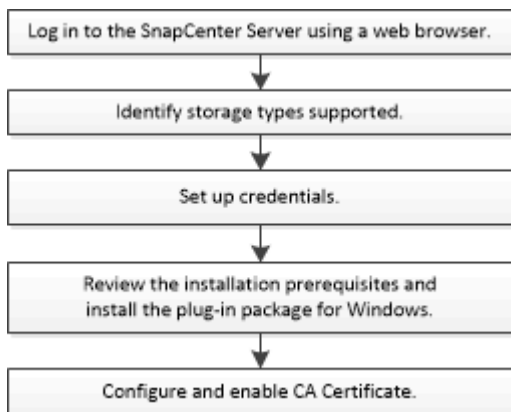 Log in to the SnapCenter Server using a web browser.
Identify storage types supported.
Set up credentials.
Review the installation prerequisites and
install the plug-in package for Windows.
Configure and enable CA Certificate.